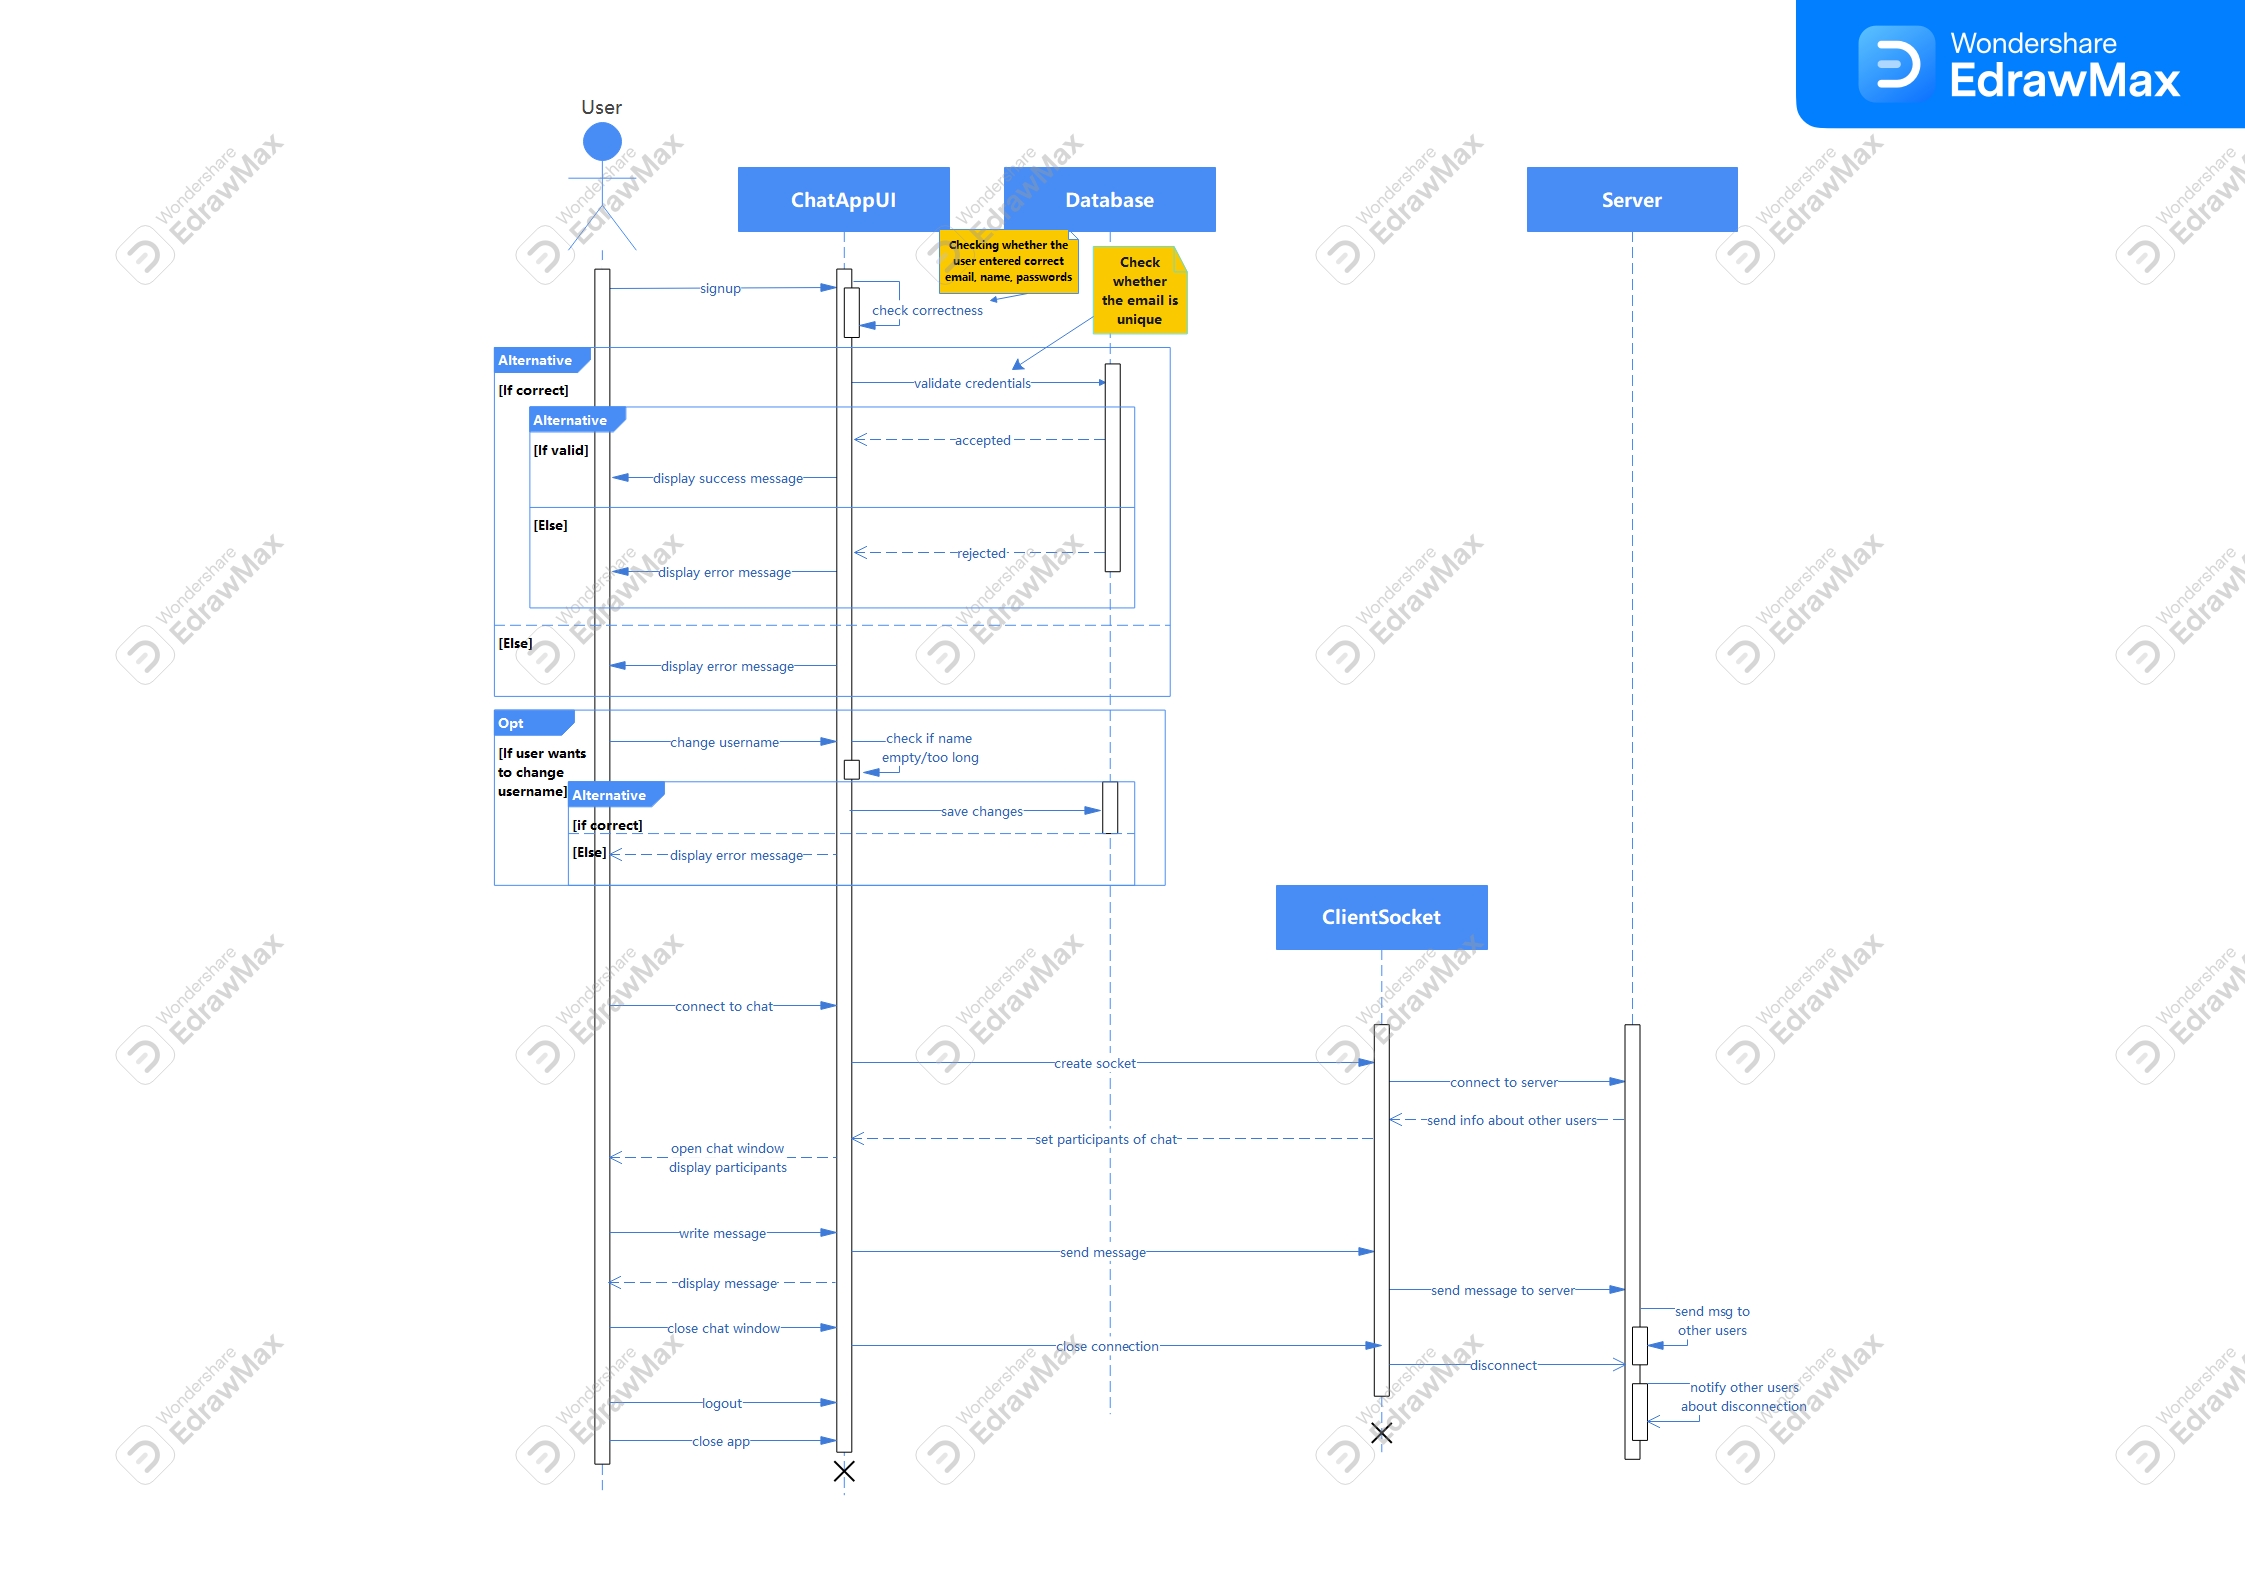 Wondershare
EdrawMax
User
ChatAppUI
Database
Server
Checking whether the
user entered correct
email, name, passwords
Check
whether
the email is
unique
signup
check correctness
Alternative
[If correct]
validate credentials
Alternative
[If valid]
accepted
display success message
[Else]
rejected
display error message
[Else]
display error message
Opt
[If user wants
to change
username]
change username
check if name
empty/too long
Alternative
[if correct]
save changes
[Else]
display error message
ClientSocket
connect to chat
create socket
connect to server
send info about other users
set participants of chat
open chat window
display participants
write message
send message
display message
send message to server
send msg to
other users
close chat window
close connection
disconnect
notify other users
about disconnection
logout
close app